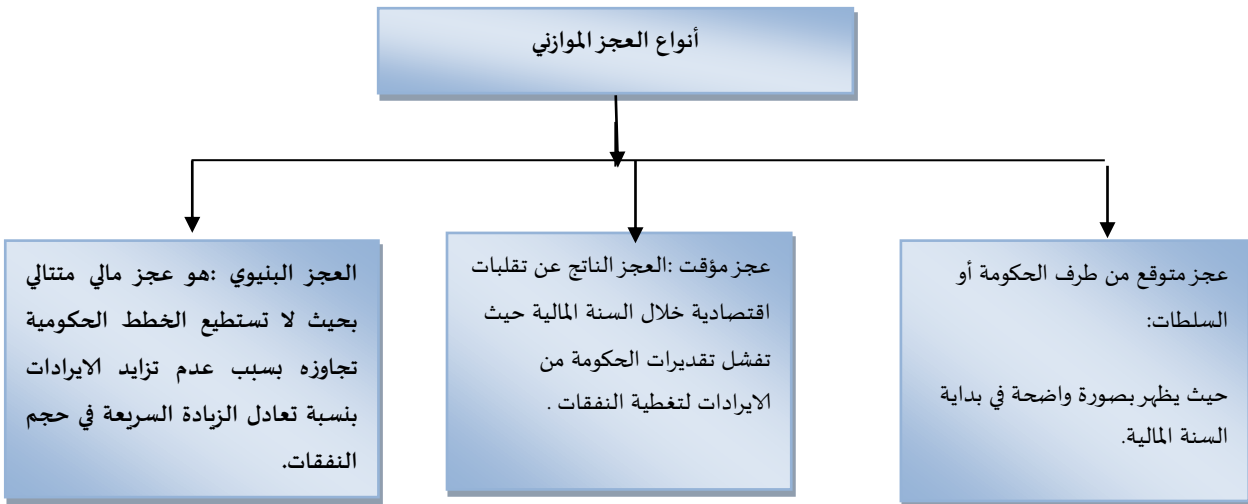 أنواع العجز الموازني
عجز متوقع من طرف الحكومة أو
السلطات:
حيث يظهر بصورة واضحة في بداية
السنة المالية.
عجز مؤقت :العجز الناتج عن تقلبات
اقتصادية خلال السنة المالية حيث
تفشل تقديرات الحكومة من
الايرادات لتغطية النفقات .
العجز البنيوي :هو عجز مالي متتالي
بحيث لا تستطيع الخطط الحكومية
تجاوزه بسبب عدم تزايد الايرادات
بنسبة تعادل الزيادة السريعة في حجم
النفقات.